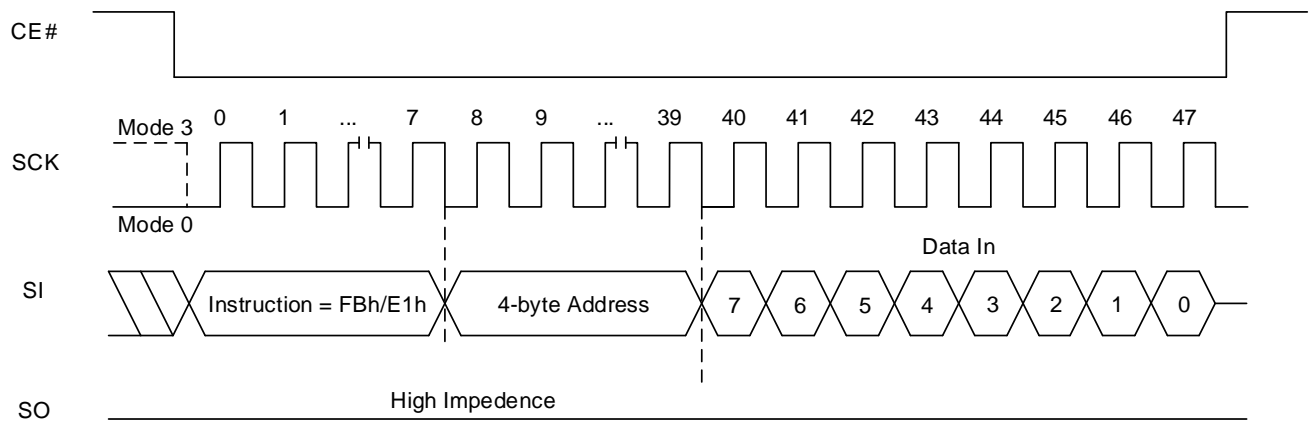 CE#
Mode 3
0 1 ... 7 8 9 ... 39 40 41 42 43 44 45 46 47
SCK
Mode 0
Data In
SI
Instruction = FBh/E1h
4-byte Address
7 6 5 4 3 2 1 0
High Impedence
SO